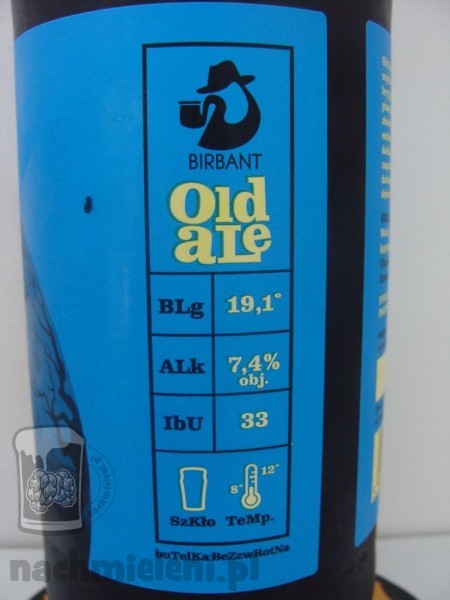 BIRBANT
Old
aLe
BLg 19,1°
ALk 7,4%
obj.
IbU 33
8° 12°
SzKło TeMp.
buTelKa BeZzwRotNa
nachmieleni.pl